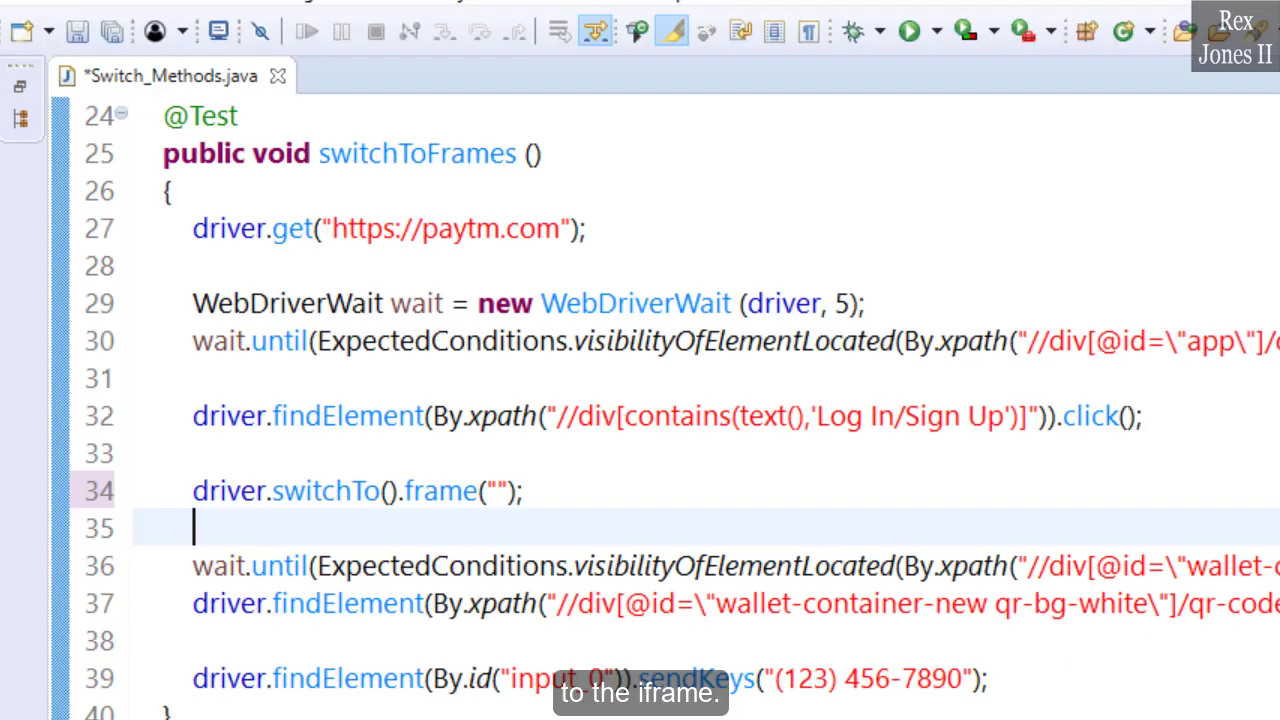 Rex
Jones II
*Switch_Methods.java
24 @Test
25 public void switchToFrames ()
26 {
27 driver.get("https://paytm.com");
28
29 WebDriverWait wait = new WebDriverWait (driver, 5);
30 wait.until(ExpectedConditions.visibilityOfElementLocated(By.xpath("//div[@id=\"app\"]/
31
32 driver.findElement(By.xpath("//div[contains(text(),'Log In/Sign Up')]")).click();
33
34 driver.switchTo().frame("");
35
36 wait.until(ExpectedConditions.visibilityOfElementLocated(By.xpath("//div[@id=\"wallet-
37 driver.findElement(By.xpath("//div[@id=\"wallet-container-new qr-bg-white\"]/qr-code
38
39 driver.findElement(By.id("input_0")).sendKeys("(123) 456-7890");
40 }
to the iframe.